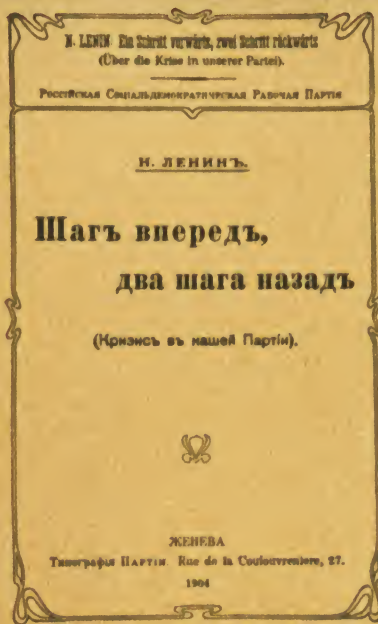 N. LENIN Ein Schritt vorwärts, zwei Schritt rückwärts
(Über die Krise in unserer Partei).
Россійская Соціальдемократическая Рабочая Партія
Н. ЛЕНИНЪ.
Шагъ впередъ,
два шага назадъ
(Кризисъ въ нашей Партіи).
ЖЕНЕВА
Типографія Партіи. Rue de la Coulouvreniere, 27.
1904